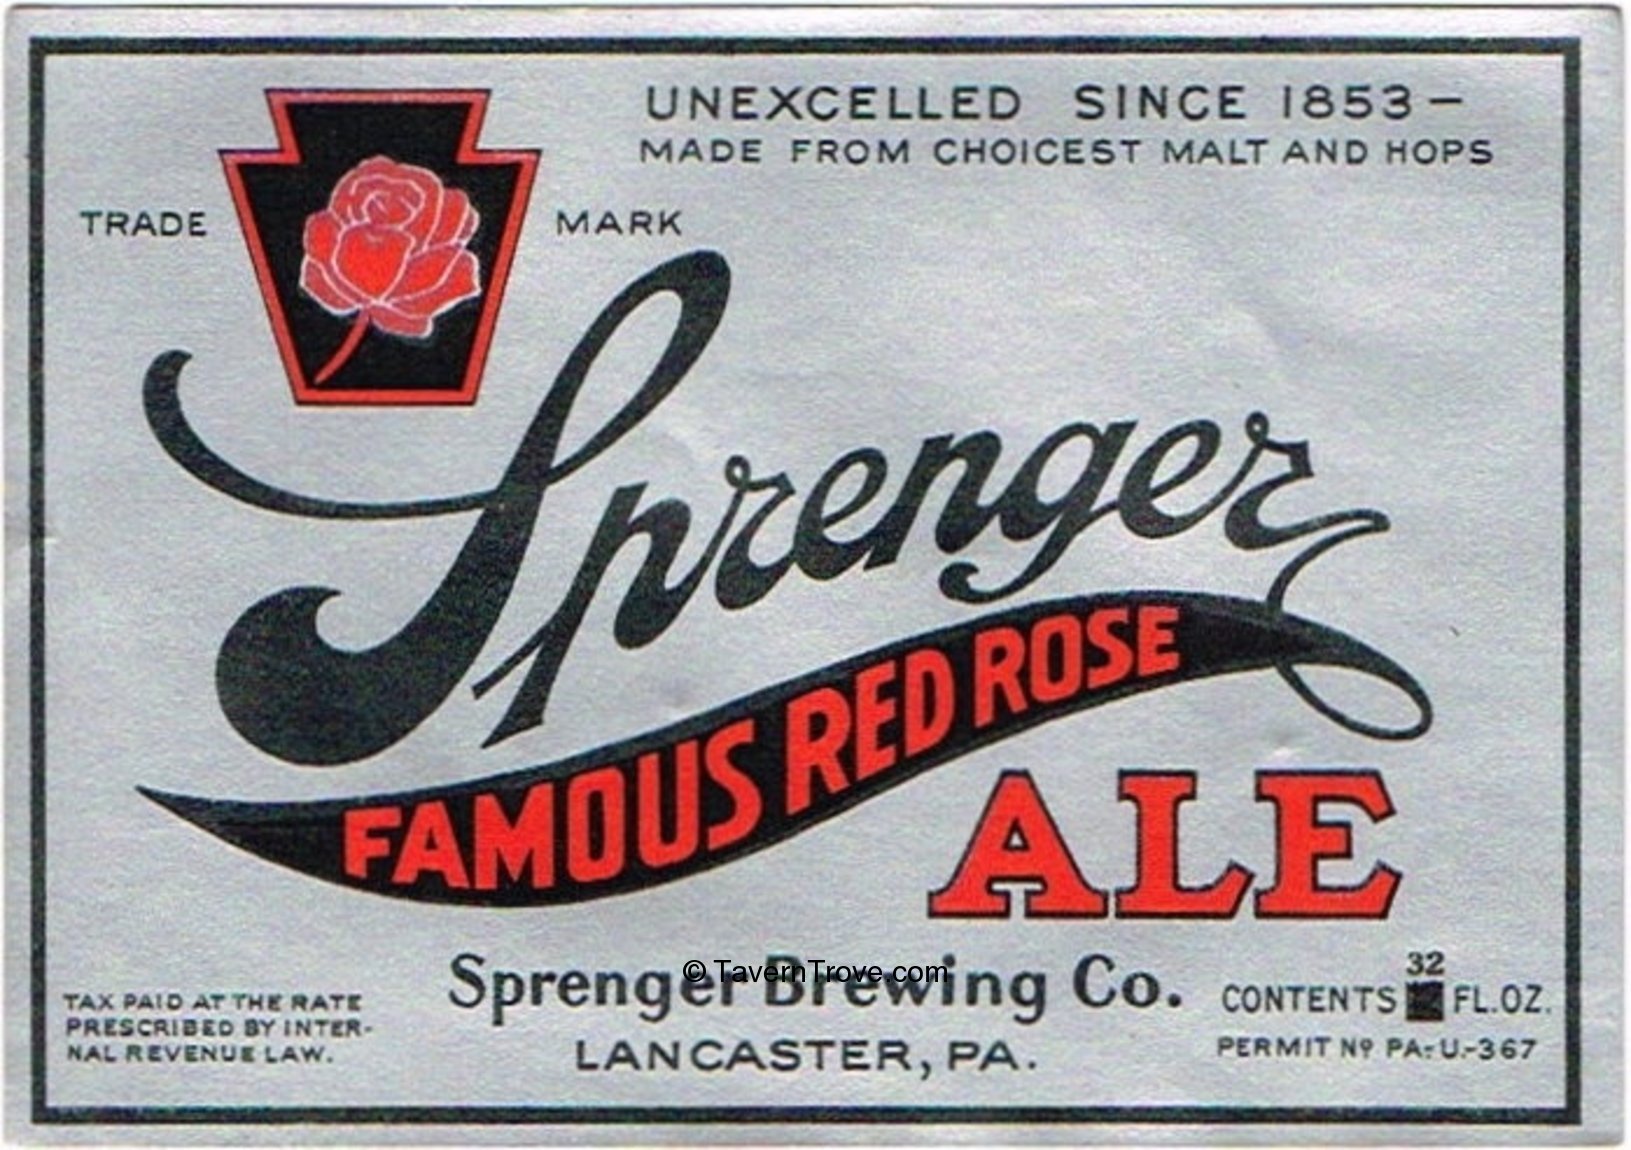 UNEXCELLED SINCE 1853—
MADE FROM CHOICEST MALT AND HOPS
TRADE MARK
Sprenger
FAMOUS RED ROSE
ALE
Sprenger Brewing Co.
© TavernTrove.com
LANCASTER, PA.
TAX PAID AT THE RATE
PRESCRIBED BY INTER-
NAL REVENUE LAW.
32
CONTENTS FL.OZ.
PERMIT Nº PA-U-367